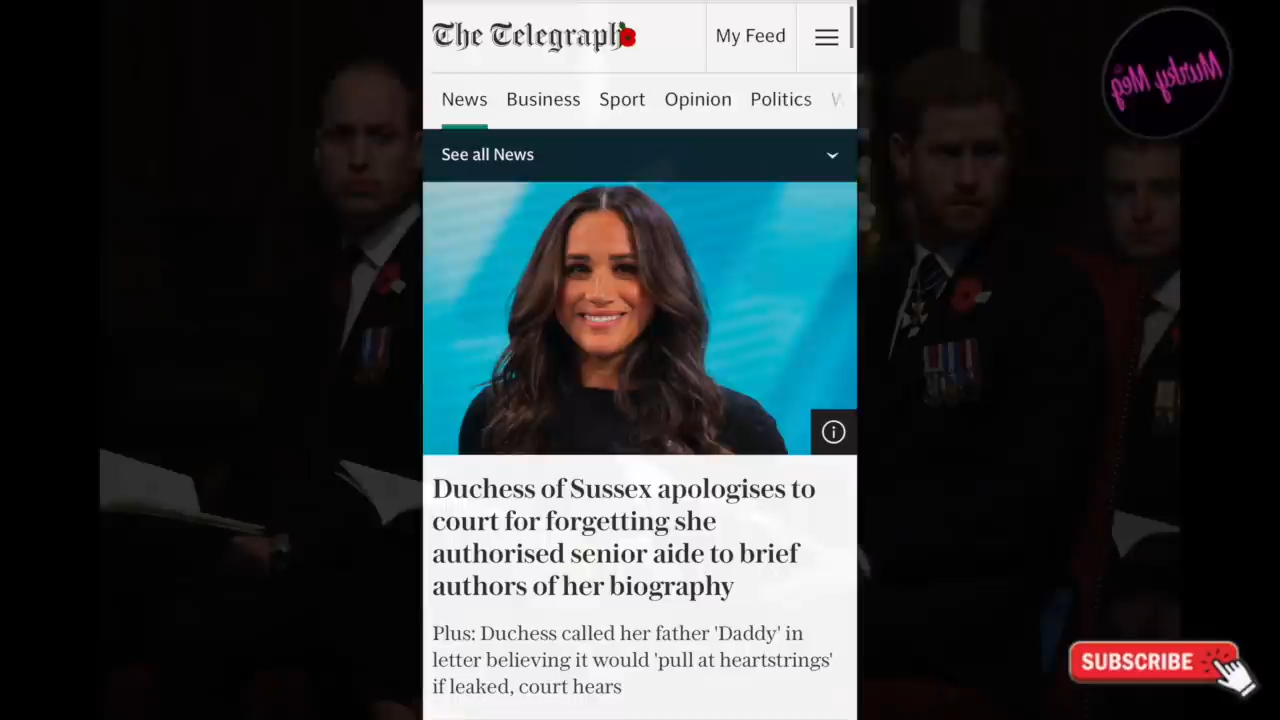 The Telegraph
My Feed
News Business Sport Opinion Politics W
See all News
Murky Meg
Duchess of Sussex apologises to
court for forgetting she
authorised senior aide to brief
authors of her biography
Plus: Duchess called her father 'Daddy' in
letter believing it would 'pull at heartstrings'
if leaked, court hears
SUBSCRIBE